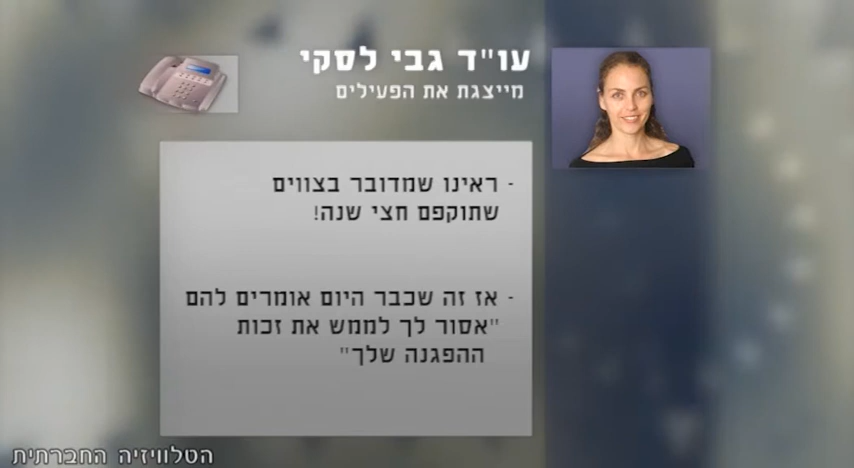 עו"ד גבי לסקי
מייצגת את הפעילים
- ראינו שמדובר בצווים
שתוקפם חצי שנה!
- אז זה שכבר היום אומרים להם
"אסור לך לממש את זכות
ההפגנה שלך"
הטלוויזיה החברתית